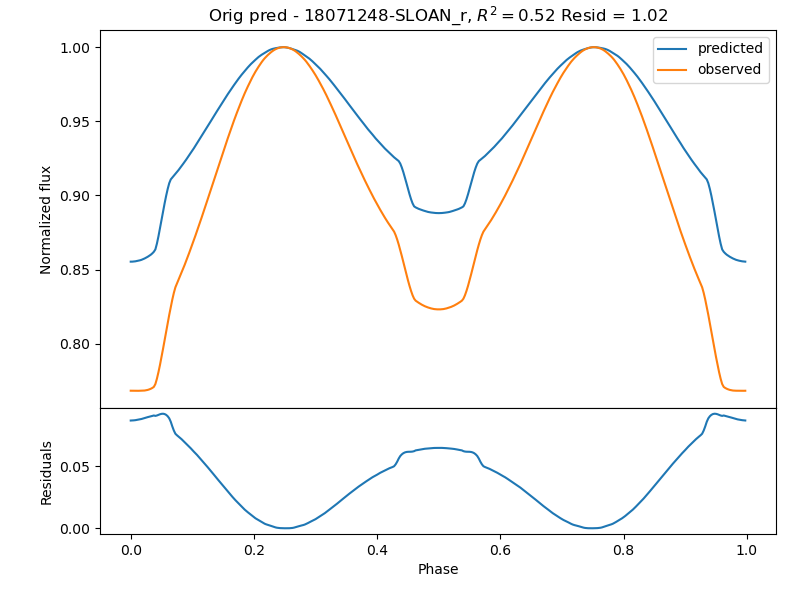 Orig pred - 18071248-SLOAN_r, $R^2 = 0.52$ Resid = 1.02
predicted
observed
Normalized flux
1.00
0.95
0.90
0.85
0.80
Residuals
0.05
0.00
0.0 0.2 0.4 0.6 0.8 1.0
Phase